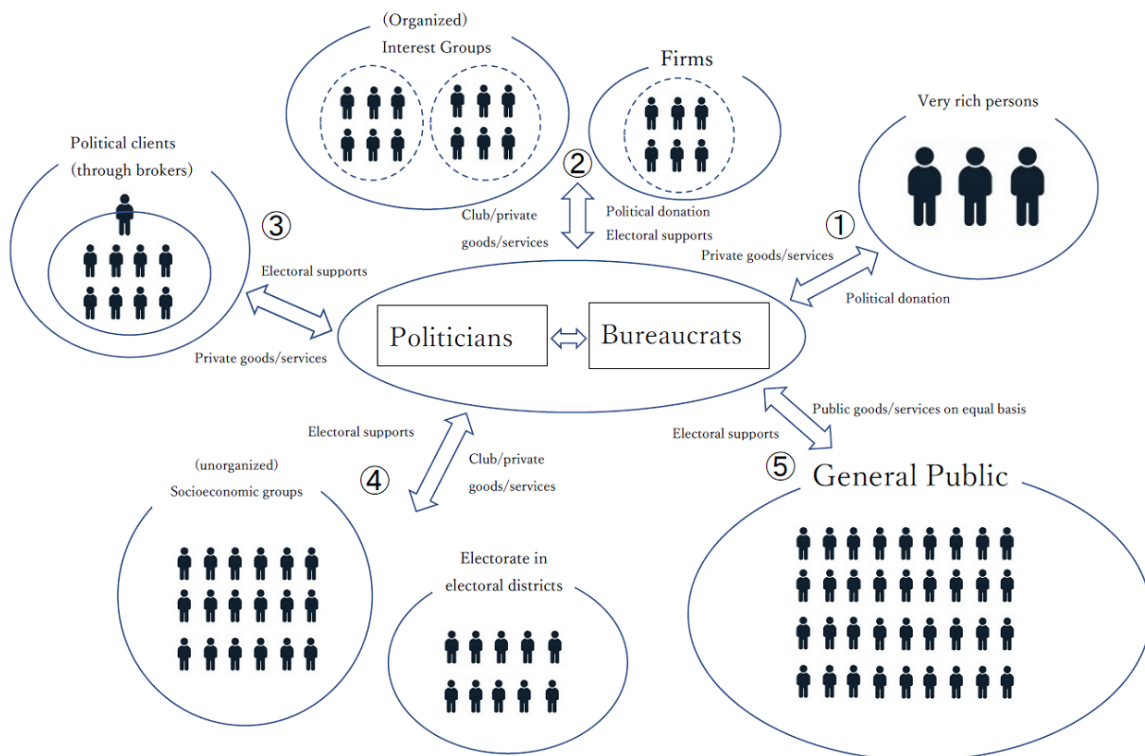 (Organized)
Interest Groups
Firms
Very rich persons
Political clients
(through brokers)
②
③
①
Club/private
goods/services
Political donation
Electoral supports
Private goods/services
Political donation
Electoral supports
Private goods/services
Politicians
Bureaucrats
Electoral supports
Club/private
goods/services
④
(unorganized)
Socioeconomic groups
Electorate in
electoral districts
Public goods/services on equal basis
Electoral supports
⑤
General Public